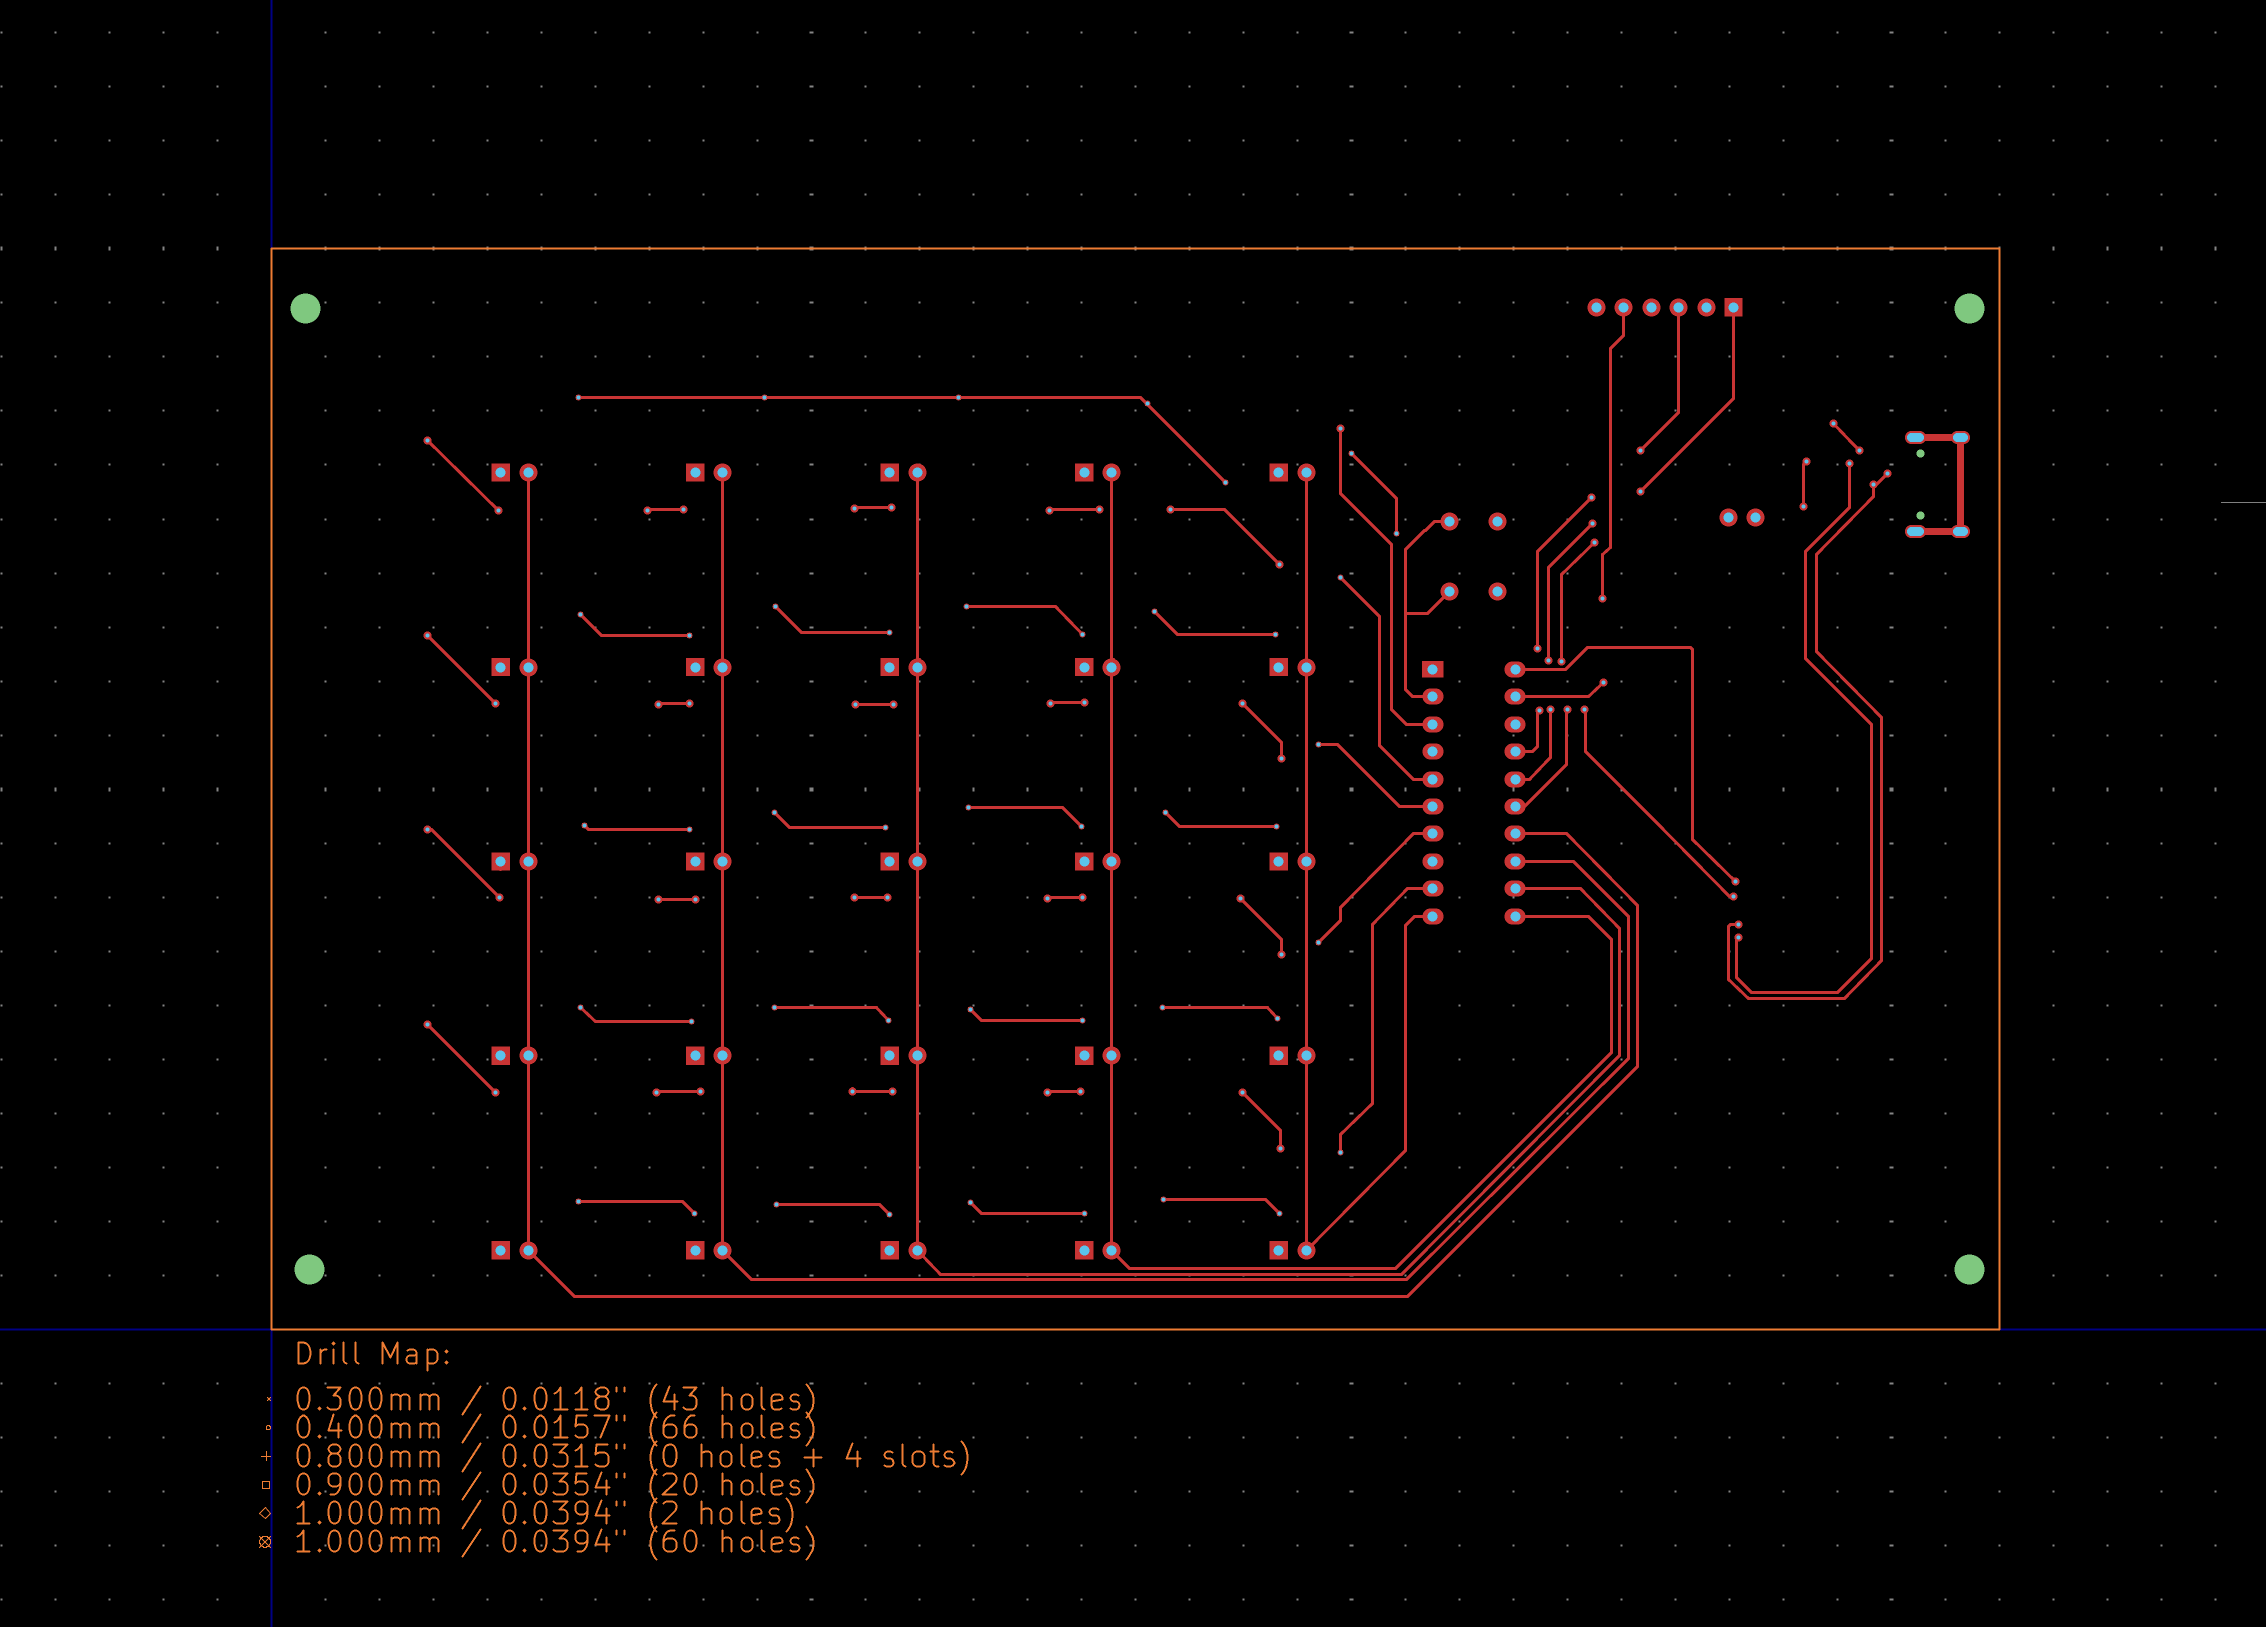 Drill Map:
0.300mm / 0.0118" (43 holes)
0.400mm / 0.0157" (66 holes)
0.800mm / 0.0315" (0 holes + 4 slots)
0.900mm / 0.0354" (20 holes)
1.000mm / 0.0394" (2 holes)
1.000mm / 0.0394" (60 holes)